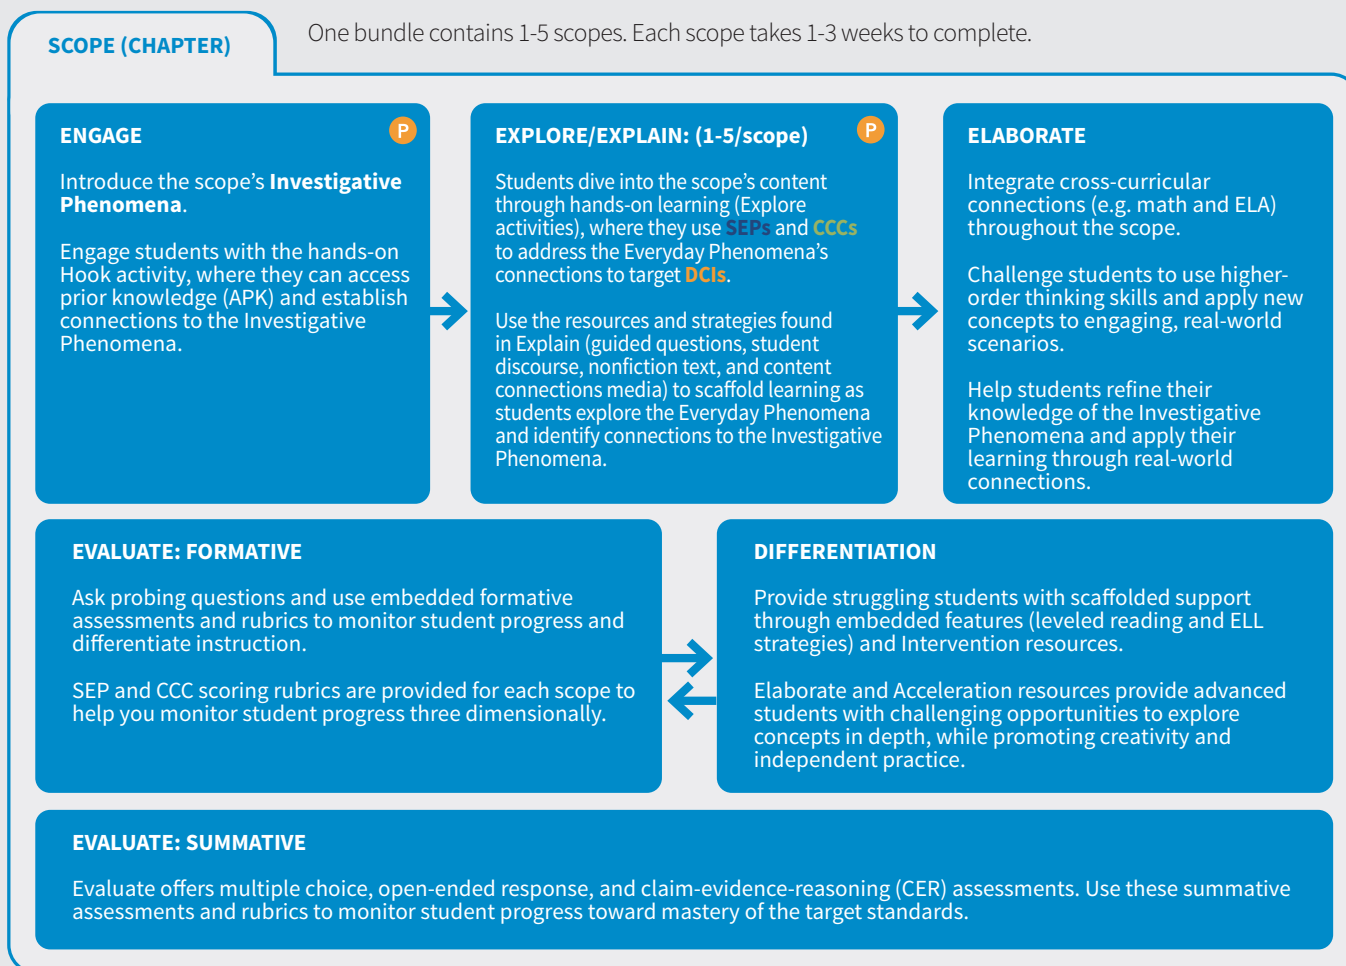 SCOPE (CHAPTER)
One bundle contains 1-5 scopes. Each scope takes 1-3 weeks to complete.
ENGAGE
P
Introduce the scope's Investigative
Phenomena.
Engage students with the hands-on
Hook activity, where they can access
prior knowledge (APK) and establish
connections to the Investigative
Phenomena.
EXPLORE/EXPLAIN: (1-5/scope)
P
Students dive into the scope's content
through hands-on learning (Explore
activities), where they use SEPs and CCCs
to address the Everyday Phenomena's
connections to target DCIs.
Use the resources and strategies found
in Explain (guided questions, student
discourse, nonfiction text, and content
connections media) to scaffold learning as
students explore the Everyday Phenomena
and identify connections to the Investigative
Phenomena.
ELABORATE
Integrate cross-curricular
connections (e.g. math and ELA)
throughout the scope.
Challenge students to use higher-
order thinking skills and apply new
concepts to engaging, real-world
scenarios.
Help students refine their
knowledge of the Investigative
Phenomena and apply their
learning through real-world
connections.
EVALUATE: FORMATIVE
Ask probing questions and use embedded formative
assessments and rubrics to monitor student progress and
differentiate instruction.
SEP and CCC scoring rubrics are provided for each scope to
help you monitor student progress three dimensionally.
DIFFERENTIATION
Provide struggling students with scaffolded support
through embedded features (leveled reading and ELL
strategies) and Intervention resources.
Elaborate and Acceleration resources provide advanced
students with challenging opportunities to explore
concepts in depth, while promoting creativity and
independent practice.
EVALUATE: SUMMATIVE
Evaluate offers multiple choice, open-ended response, and claim-evidence-reasoning (CER) assessments. Use these summative
assessments and rubrics to monitor student progress toward mastery of the target standards.